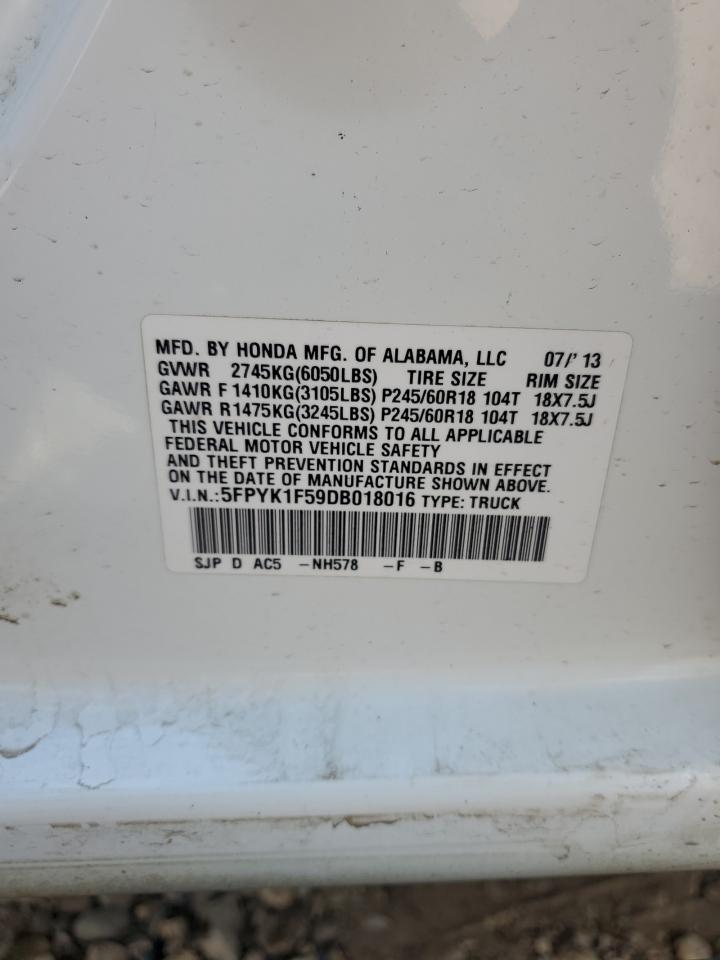 MFD. BY HONDA MFG. OF ALABAMA, LLC 07/'13
GVWR 2745KG(6050LBS) TIRE SIZE RIM SIZE
GAWR F 1410KG(3105LBS) P245/60R18 104T 18X7.5J
GAWR R1475KG(3245LBS) P245/60R18 104T 18X7.5J
THIS VEHICLE CONFORMS TO ALL APPLICABLE
FEDERAL MOTOR VEHICLE SAFETY
AND THEFT PREVENTION STANDARDS IN EFFECT
ON THE DATE OF MANUFACTURE SHOWN ABOVE.
V.I.N.:5FPYK1F59DB018016 TYPE: TRUCK
SJP D AC5 -NH578 -F -B